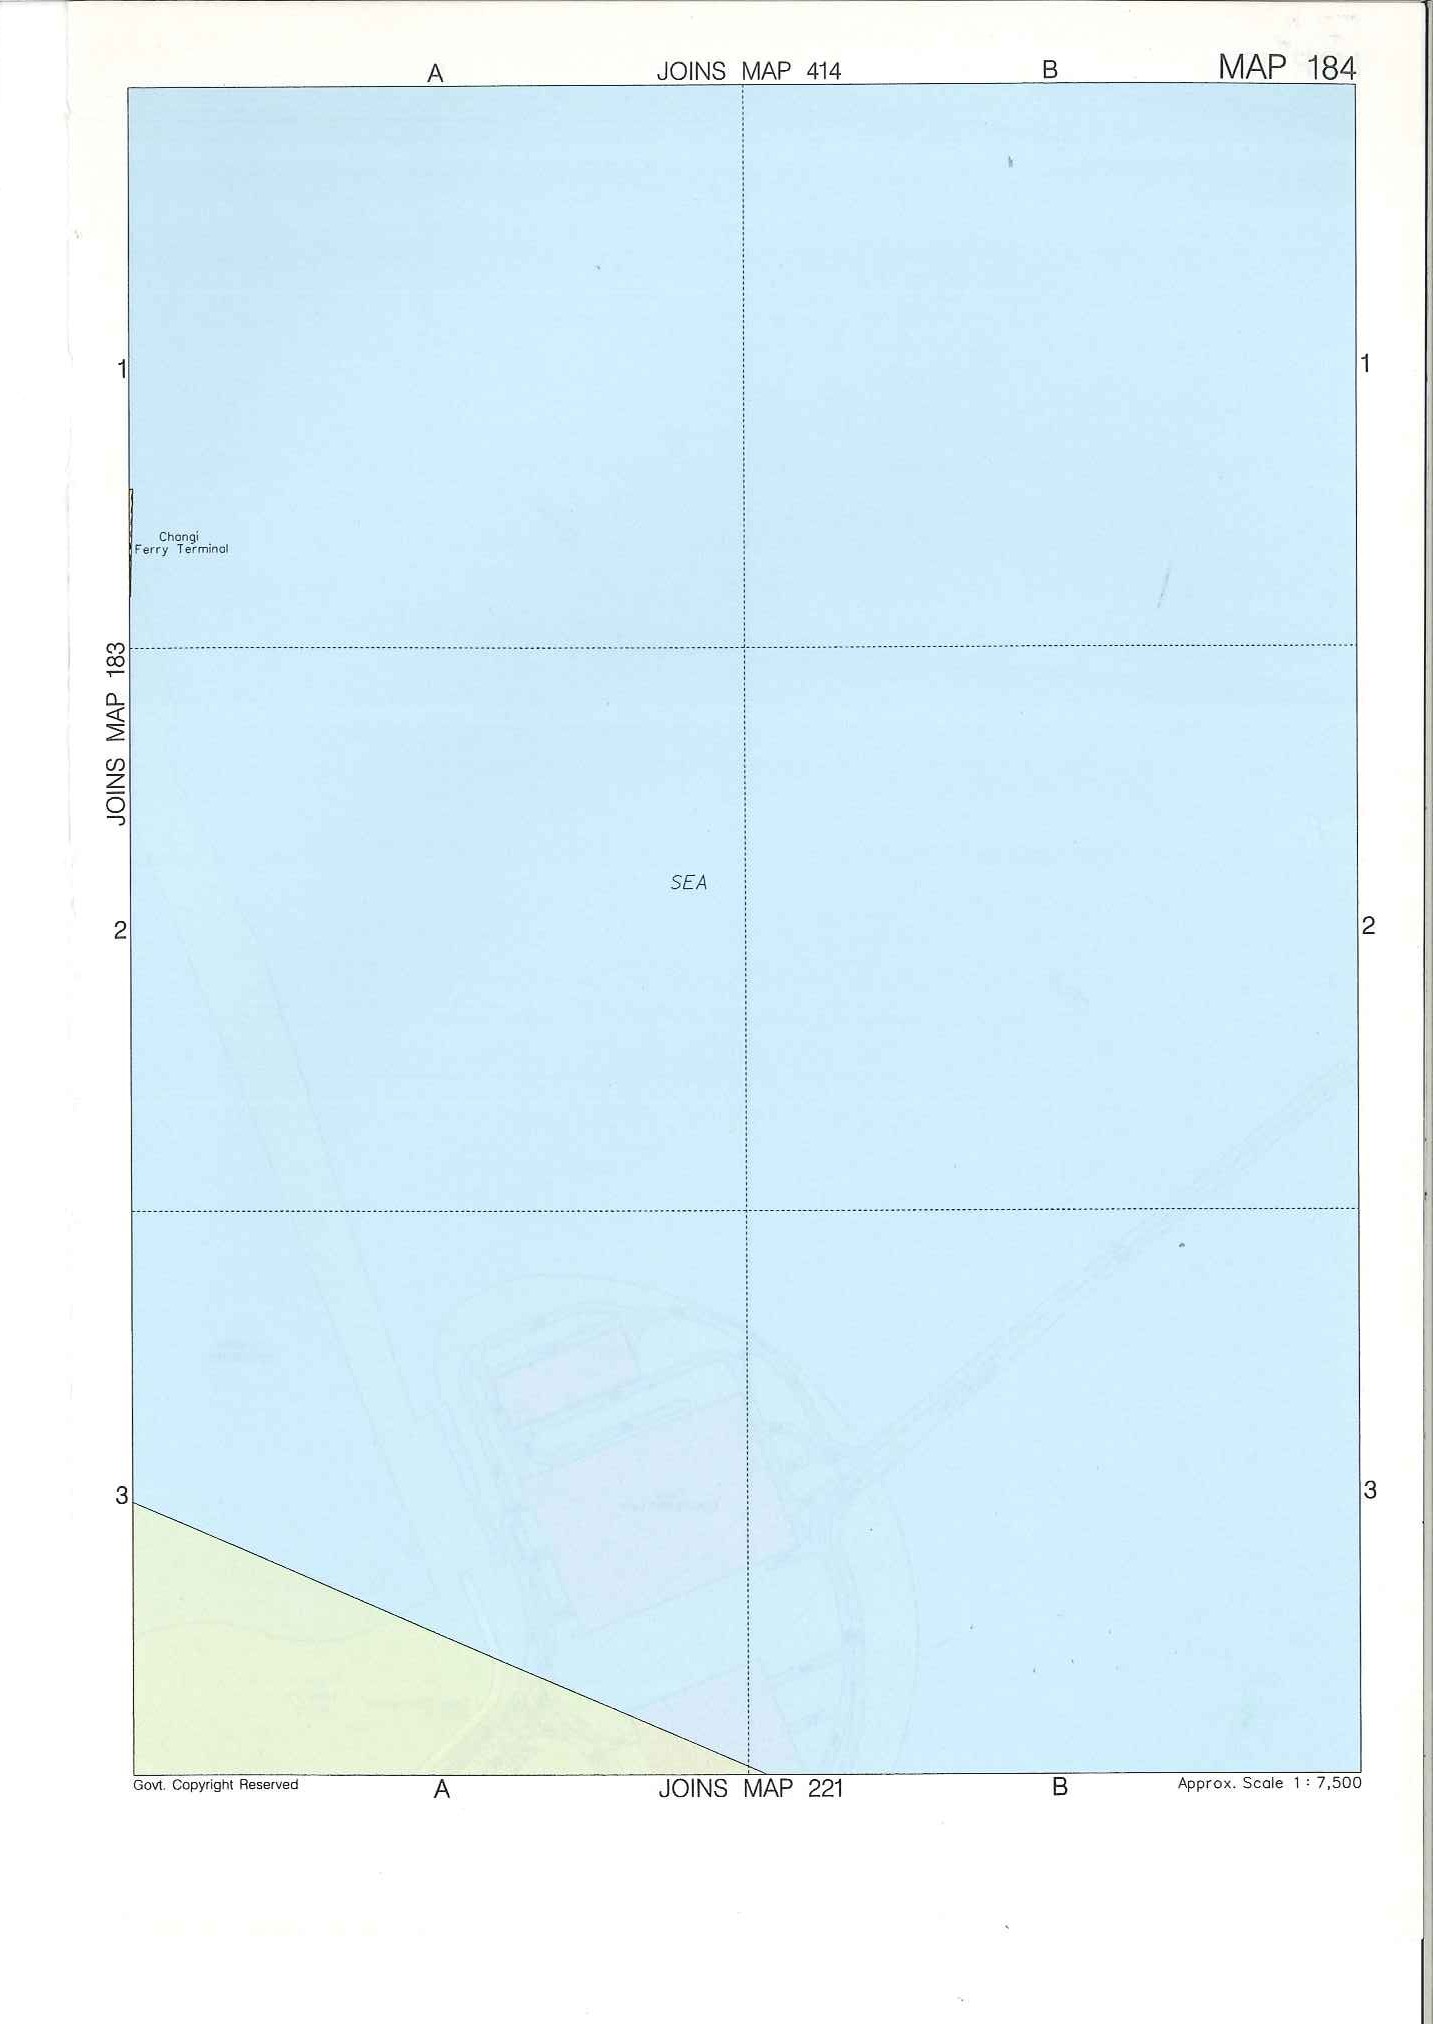 A JOINS MAP 414 B MAP 184
1 1
Changi
Ferry Terminal
JOINS MAP 183
SEA
2 2
3 3
Govt. Copyright Reserved A JOINS MAP 221 B Approx. Scale 1 : 7,500